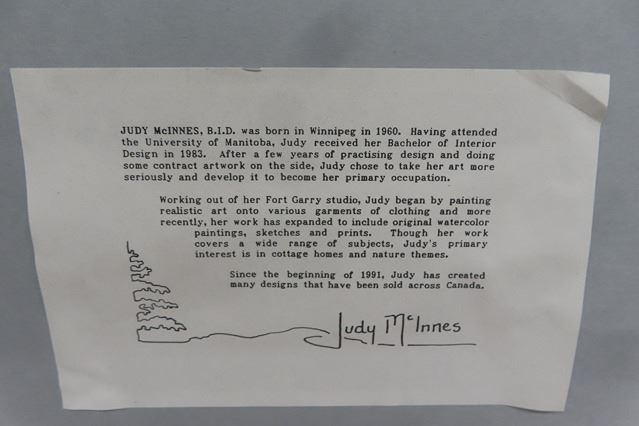 JUDY McINNES, B.I.D. was born in Winnipeg in 1960. Having attended
the University of Manitoba, Judy received her Bachelor of Interior
Design in 1983. After a few years of practising design and doing
some contract artwork on the side, Judy chose to take her art more
seriously and develop it to become her primary occupation.
Working out of her Fort Garry studio, Judy began by painting
realistic art onto various garments of clothing and more
recently, her work has expanded to include original watercolor
paintings, sketches and prints. Though her work
covers a wide range of subjects, Judy's primary
interest is in cottage homes and nature themes.
Since the beginning of 1991, Judy has created
many designs that have been sold across Canada.
Judy McInnes